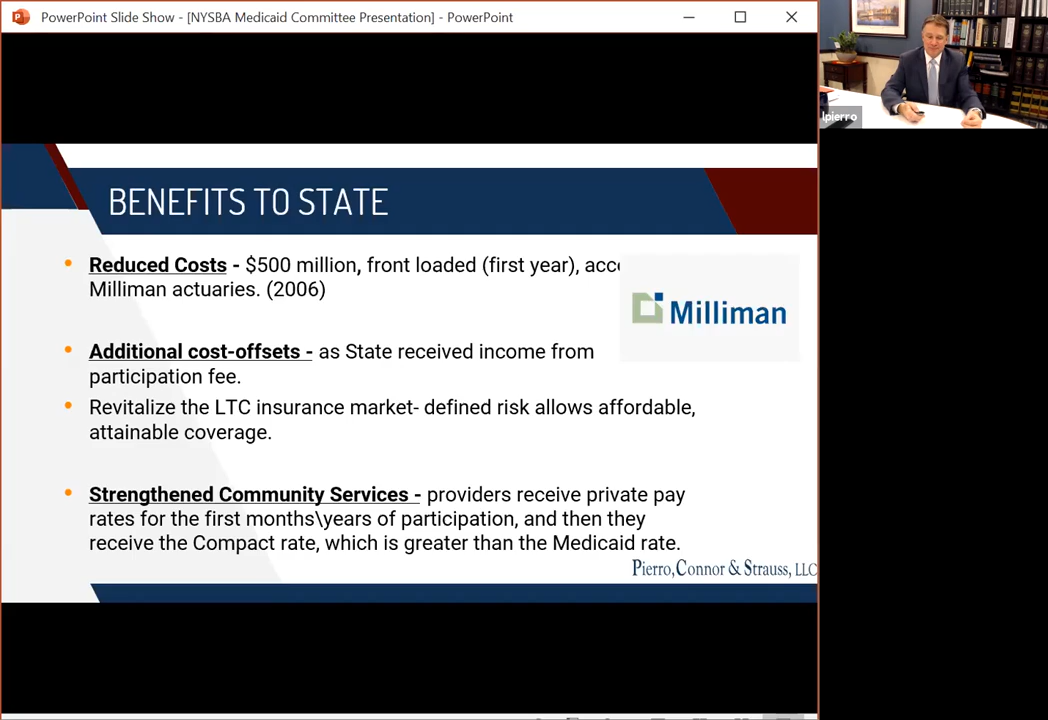 PowerPoint Slide Show - [NYSBA Medicaid Committee Presentation] - PowerPoint
lpierro
BENEFITS TO STATE
Reduced Costs - $500 million, front loaded (first year), acc
Milliman actuaries. (2006)
Milliman
Additional cost-offsets - as State received income from
participation fee.
Revitalize the LTC insurance market- defined risk allows affordable,
attainable coverage.
Strengthened Community Services - providers receive private pay
rates for the first months\years of participation, and then they
receive the Compact rate, which is greater than the Medicaid rate.
Pierro, Connor & Strauss, LLC